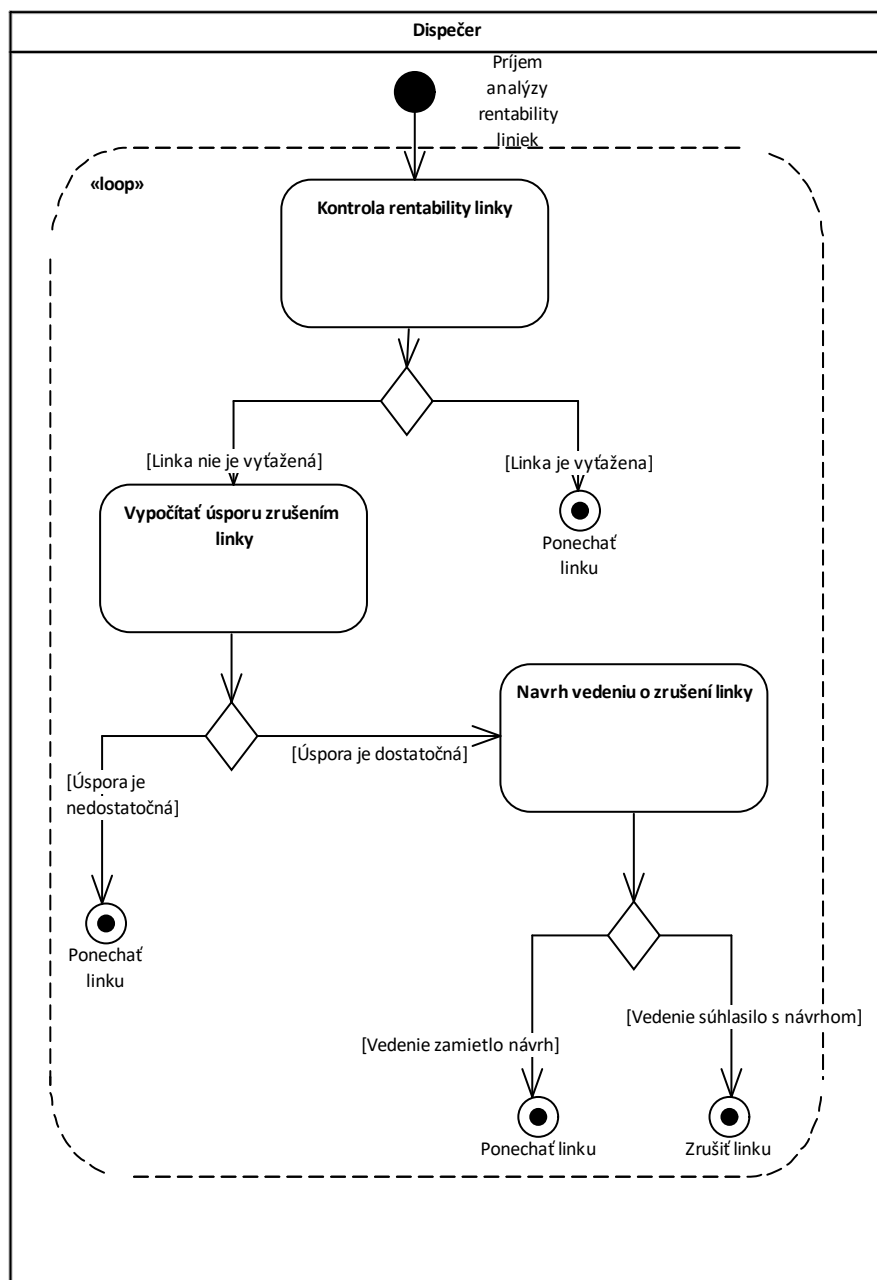 Dispečer
Príjem
analýzy
rentability
liniek
«loop»
Kontrola rentability linky
[Linka nie je vyťažená]
[Linka je vyťažena]
Vypočítať úsporu zrušením
linky
Ponechať
linku
Navrh vedeniu o zrušení linky
[Úspora je dostatočná]
[Úspora je
nedostatočná]
Ponechať
linku
[Vedenie súhlasilo s návrhom]
[Vedenie zamietlo návrh]
Ponechať linku
Zrušiť linku